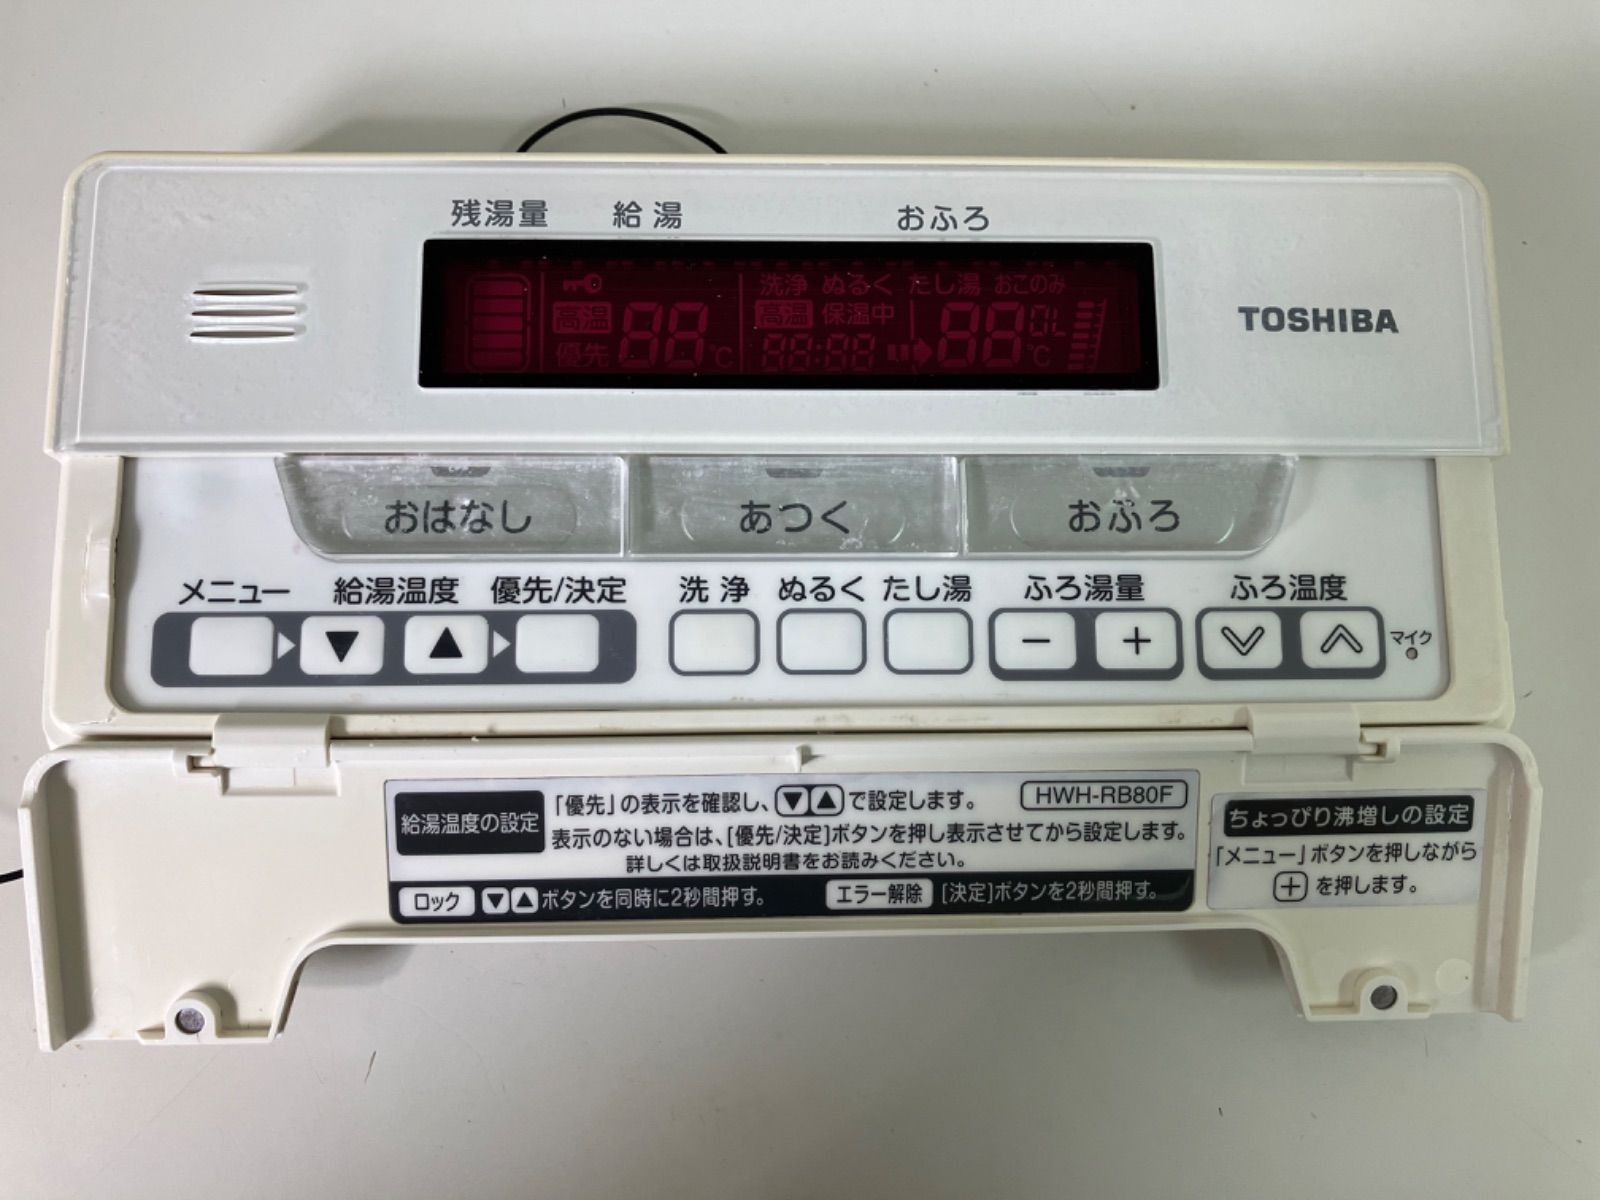 残湯量 給湯 おふろ
洗浄 ぬるく たし湯 おこのみ
高温 88 高温 保温中 88 0L
優先 ℃ 88:88 ℃
TOSHIBA
おはなし あつく おふろ
メニュー 給湯温度 優先/決定 洗浄 ぬるく たし湯 ふろ湯量 ふろ温度
▼ ▲ － ＋ マイク
給湯温度の設定
「優先」の表示を確認し、▼▲で設定します。 HWH-RB80F
表示のない場合は、[優先/決定]ボタンを押し表示させてから設定します。
詳しくは取扱説明書をお読みください。
ロック ▼▲ボタンを同時に2秒間押す。 エラー解除 [決定]ボタンを2秒間押す。
ちょっぴり沸増しの設定
「メニュー」ボタンを押しながら
＋を押します。